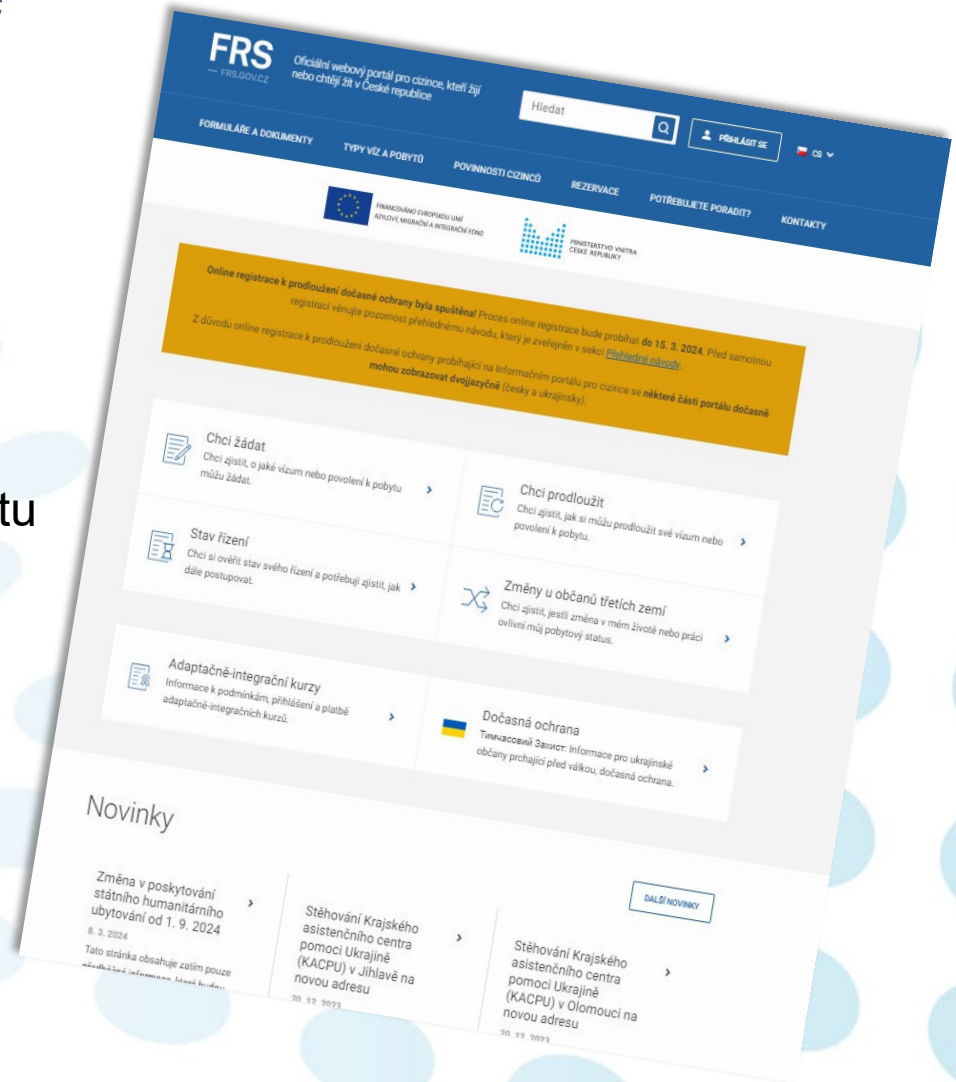 FRS
FRS.GOV.CZ
Oficiální webový portál pro cizince, kteří žijí
nebo chtějí žít v České republice
Hledat
PŘIHLÁSIT SE
CS
FORMULÁŘE A DOKUMENTY
TYPY VÍZ A POBYTŮ
POVINNOSTI CIZINCŮ
REZERVACE
POTŘEBUJETE PORADIT?
KONTAKTY
FINANCOVÁNO EVROPSKOU UNIÍ
AZYLOVÝ, MIGRAČNÍ A INTEGRAČNÍ FOND
MINISTERSTVO VNITRA
ČESKÉ REPUBLIKY
Online registrace k prodloužení dočasné ochrany byla spuštěna! Proces online registrace bude probíhat do 15. 3. 2024. Před samotnou
registrací věnujte pozornost přehlednému návodu, který je zveřejněn v sekci Přehledné návody.
Z důvodu online registrace k prodloužení dočasné ochrany probíhající na Informačním portálu pro cizince se některé části portálu dočasně
mohou zobrazovat dvojjazyčně (česky a ukrajinsky).
Chci žádat
Chci zjistit, o jaké vízum nebo povolení k pobytu
můžu žádat.
Chci prodloužit
Chci zjistit, jak si můžu prodloužit své vízum nebo
povolení k pobytu.
tu
Stav řízení
Chci si ověřit stav svého řízení a potřebuji zjistit, jak
dále postupovat.
Změny u občanů třetích zemí
Chci zjistit, jestli změna v mém životě nebo práci
ovlivní můj pobytový status.
Adaptačně-integrační kurzy
Informace k podmínkám, přihlášení a platbě
adaptačně-integračních kurzů.
Dočasná ochrana
Тимчасовий Захист: Informace pro ukrajinské
občany prchající před válkou, dočasná ochrana.
Novinky
DALŠÍ NOVINKY
Změna v poskytování
státního humanitárního
ubytování od 1. 9. 2024
8. 3. 2024
Tato stránka obsahuje zatím pouze
předběžné informace, které budou
Stěhování Krajského
asistenčního centra
pomoci Ukrajině
(KACPU) v Jihlavě na
novou adresu
20. 12. 2023
Stěhování Krajského
asistenčního centra
pomoci Ukrajině
(KACPU) v Olomouci na
novou adresu
20. 12. 2023